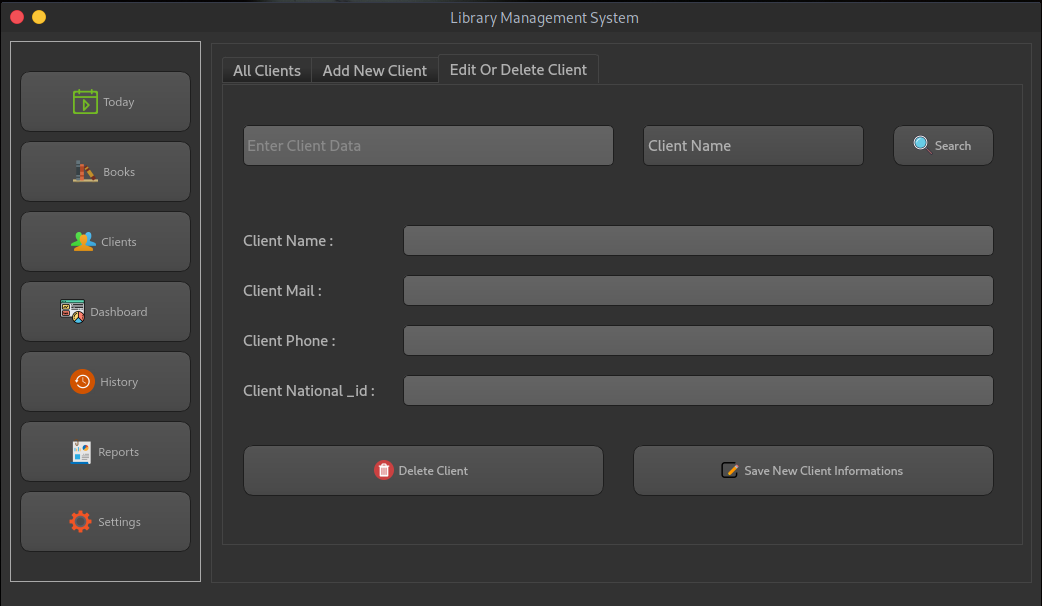 Library Management System
Today
Books
Clients
Dashboard
History
Reports
Settings
All Clients
Add New Client
Edit Or Delete Client
Enter Client Data
Client Name
Search
Client Name :
Client Mail :
Client Phone :
Client National _id :
Delete Client
Save New Client Informations